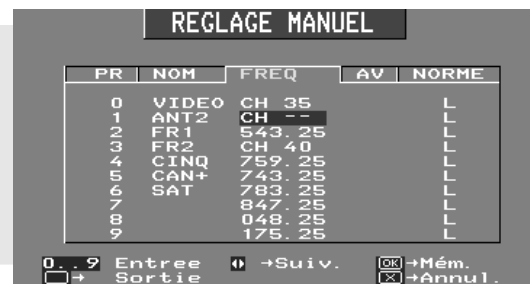 REGLAGE MANUEL
PR NOM FREQ AV NORME
0 VIDEO CH 35 L
1 ANT2 CH -- L
2 FR1 543.25 L
3 FR2 CH 40 L
4 CINQ 759.25 L
5 CAN+ 743.25 L
6 SAT 783.25 L
7 847.25 L
8 048.25 L
9 175.25 L
0..9 Entree →Suiv. OK→Mém.
→ Sortie X→Annul.